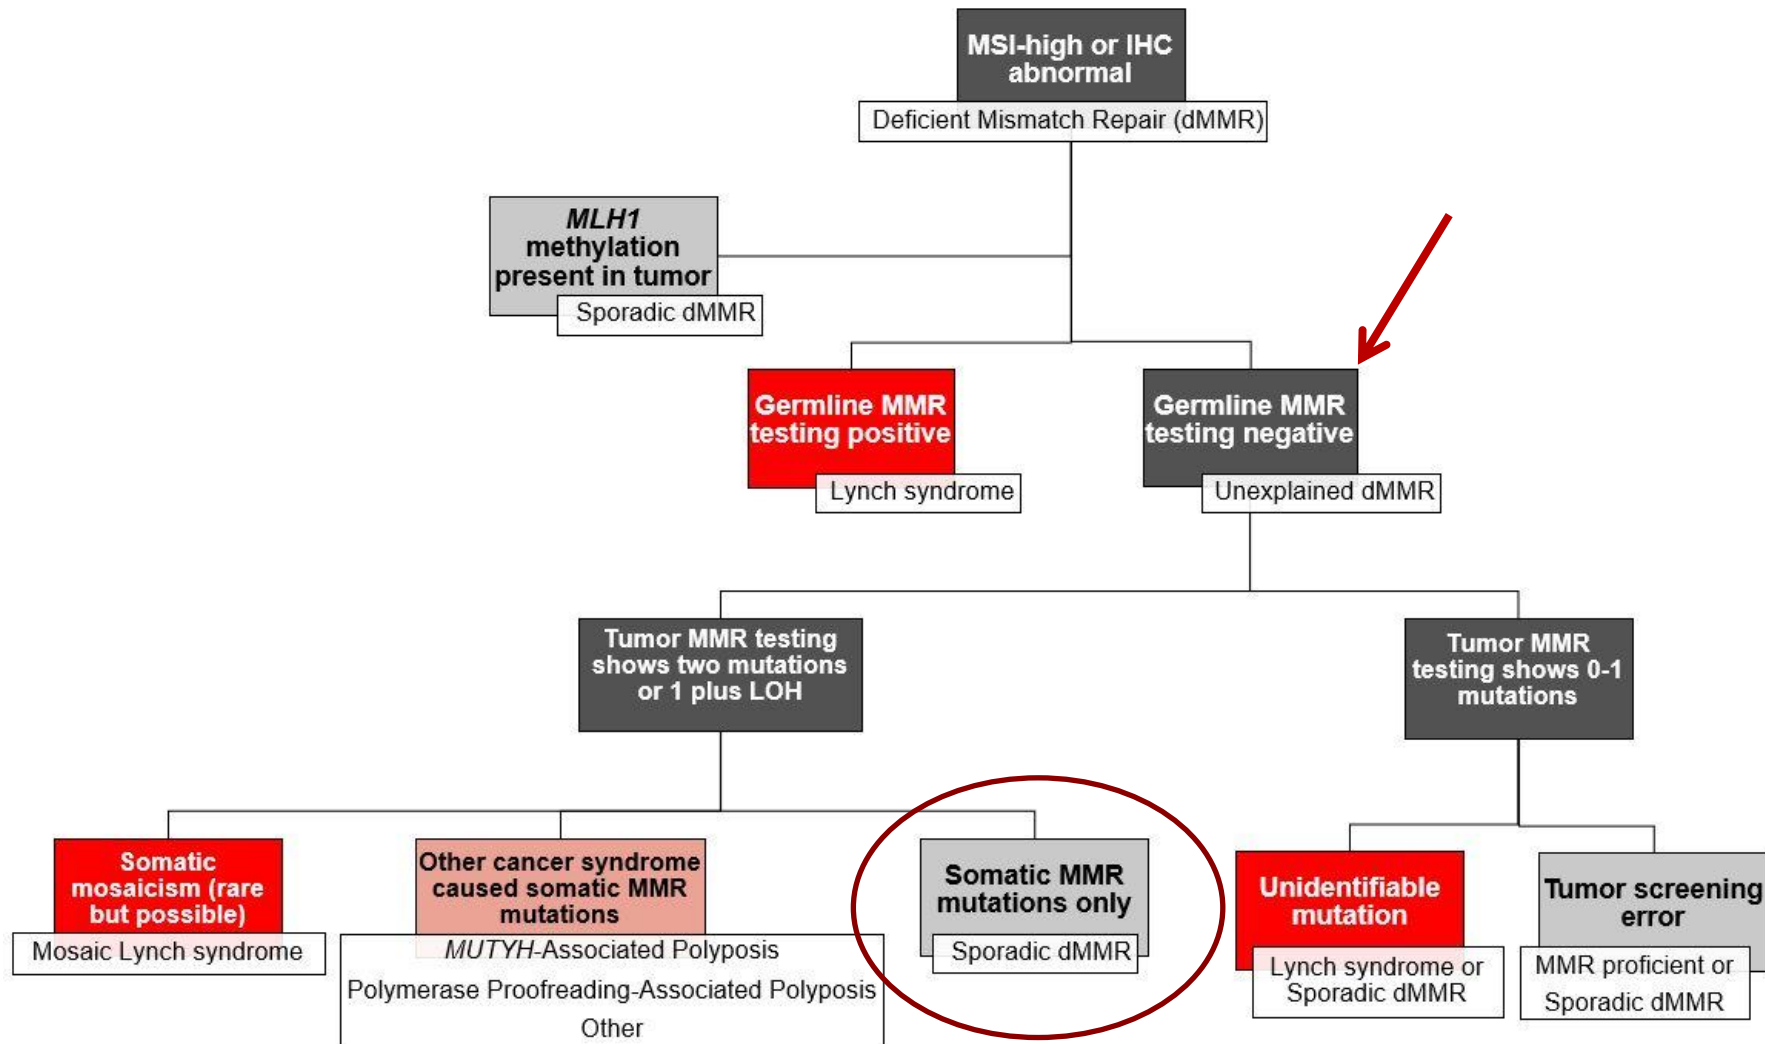 MSI-high or IHC
abnormal
Deficient Mismatch Repair (dMMR)
MLH1
methylation
present in tumor
Sporadic dMMR
Germline MMR
testing positive
Lynch syndrome
Germline MMR
testing negative
Unexplained dMMR
Tumor MMR testing
shows two mutations
or 1 plus LOH
Tumor MMR
testing shows 0-1
mutations
Somatic
mosaicism (rare
but possible)
Mosaic Lynch syndrome
Other cancer syndrome
caused somatic MMR
mutations
MUTYH-Associated Polyposis
Polymerase Proofreading-Associated Polyposis
Other
Somatic MMR
mutations only
Sporadic dMMR
Unidentifiable
mutation
Lynch syndrome or
Sporadic dMMR
Tumor screening
error
MMR proficient or
Sporadic dMMR